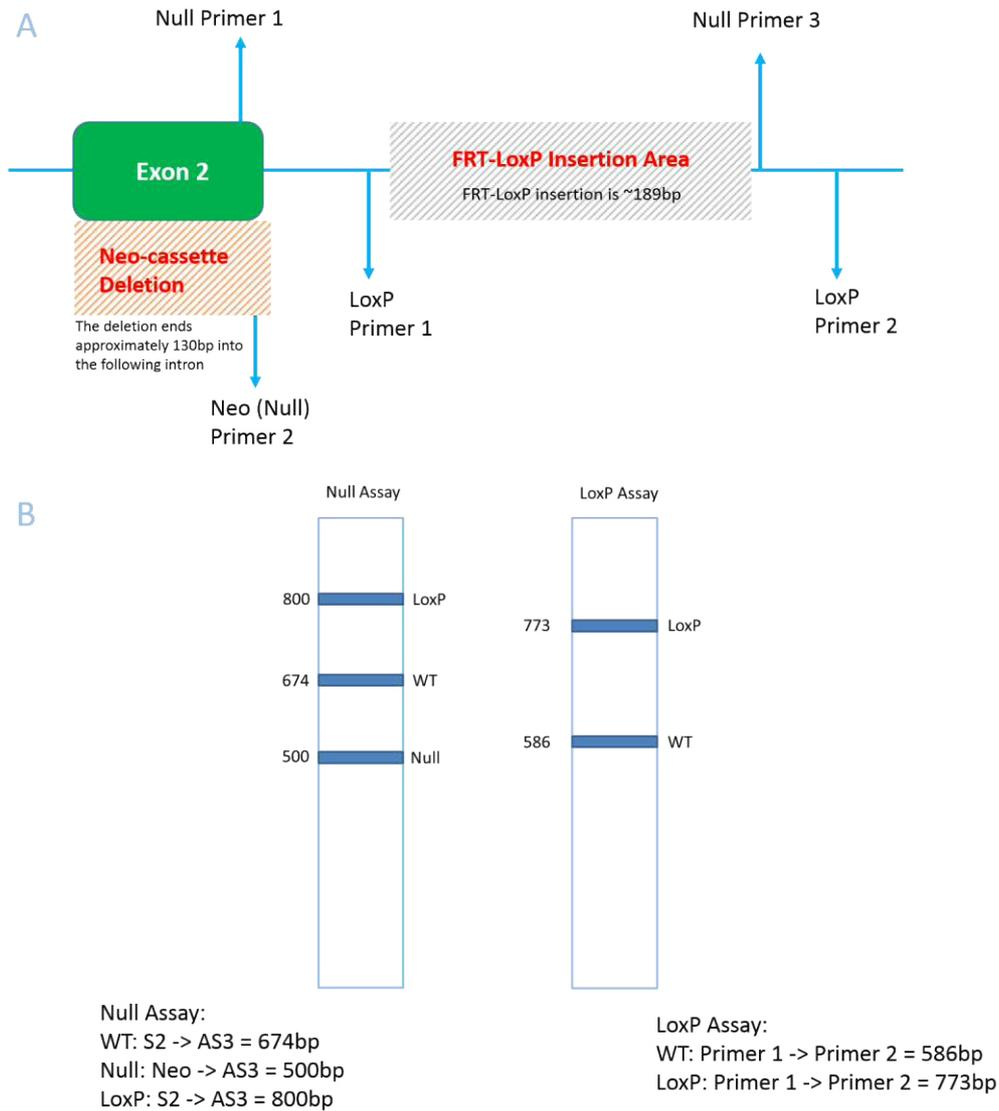 A
Null Primer 1
Null Primer 3
Exon 2
FRT-LoxP Insertion Area
FRT-LoxP insertion is ~189bp
Neo-cassette
Deletion
The deletion ends
approximately 130bp into
the following intron
LoxP
Primer 1
LoxP
Primer 2
Neo (Null)
Primer 2
B
Null Assay
LoxP Assay
800
LoxP
773
LoxP
674
WT
586
WT
500
Null
Null Assay:
WT: S2 -> AS3 = 674bp
Null: Neo -> AS3 = 500bp
LoxP: S2 -> AS3 = 800bp
LoxP Assay:
WT: Primer 1 -> Primer 2 = 586bp
LoxP: Primer 1 -> Primer 2 = 773bp